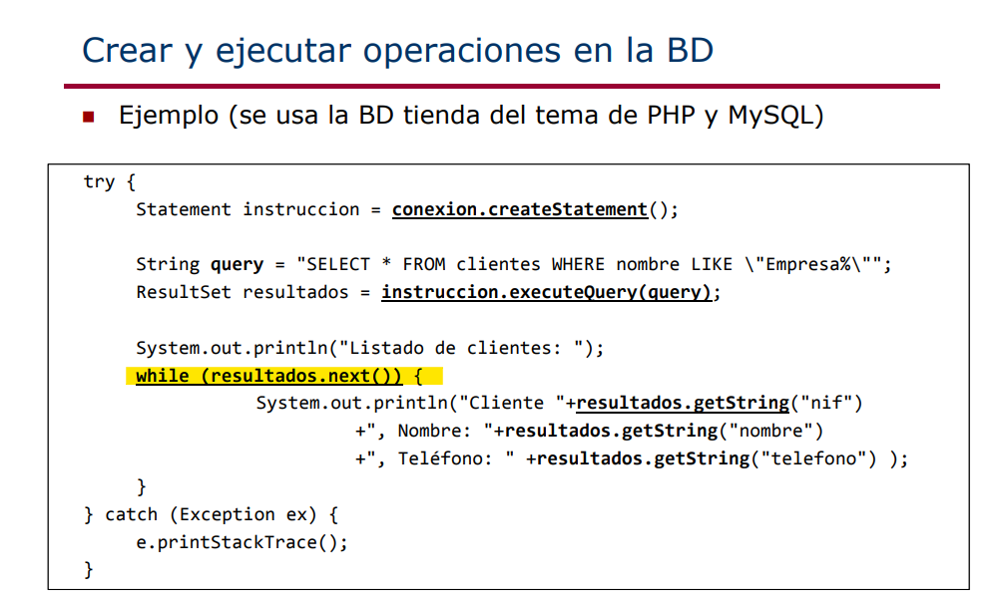 Crear y ejecutar operaciones en la BD
Ejemplo (se usa la BD tienda del tema de PHP y MySQL)
try {
Statement instruccion = conexion.createStatement();
String query = "SELECT * FROM clientes WHERE nombre LIKE \"Empresa%\"";
ResultSet resultados = instruccion.executeQuery(query);
System.out.println("Listado de clientes: ");
while (resultados.next()) {
System.out.println("Cliente "+resultados.getString("nif")
+", Nombre: "+resultados.getString("nombre")
+", Teléfono: " +resultados.getString("telefono") );
}
} catch (Exception ex) {
e.printStackTrace();
}